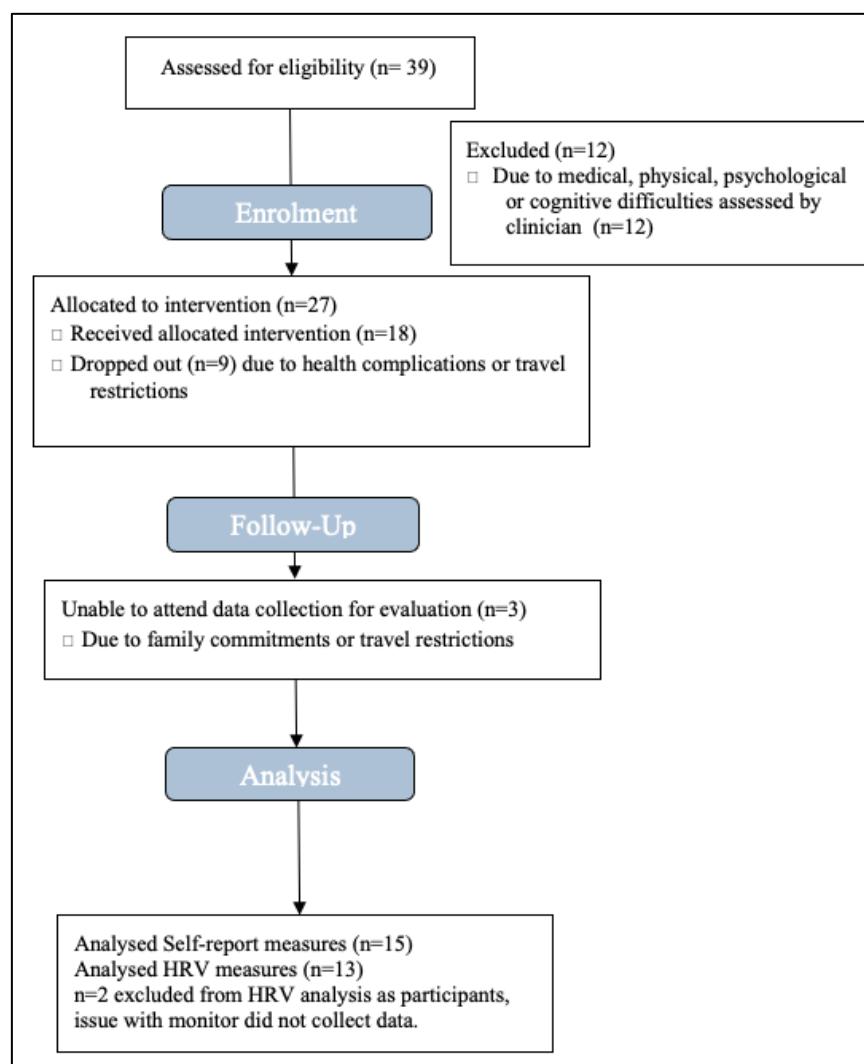 Assessed for eligibility (n= 39)
Excluded (n=12)
□ Due to medical, physical, psychological
or cognitive difficulties assessed by
clinician (n=12)
Enrolment
Allocated to intervention (n=27)
□ Received allocated intervention (n=18)
□ Dropped out (n=9) due to health complications or travel
restrictions
Follow-Up
Unable to attend data collection for evaluation (n=3)
□ Due to family commitments or travel restrictions
Analysis
Analysed Self-report measures (n=15)
Analysed HRV measures (n=13)
n=2 excluded from HRV analysis as participants,
issue with monitor did not collect data.